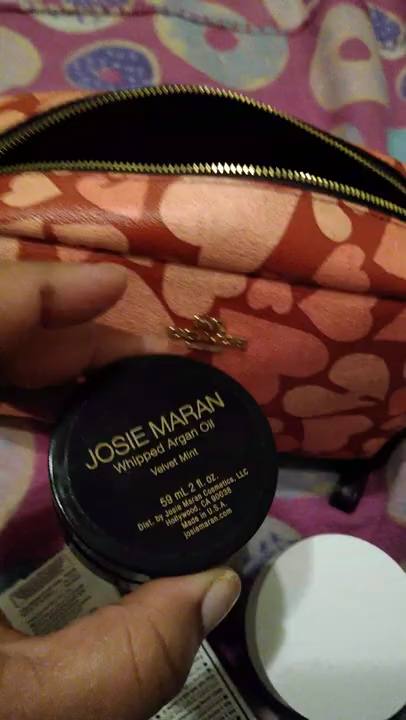 JOSIE MARAN
Whipped Argan Oil
Velvet Mint
59 ml. 2 fl. oz.
Dist. by Josie Maran Cosmetics, LLC
Hollywood, CA 90038
Made in U.S.A.
josiemaran.com